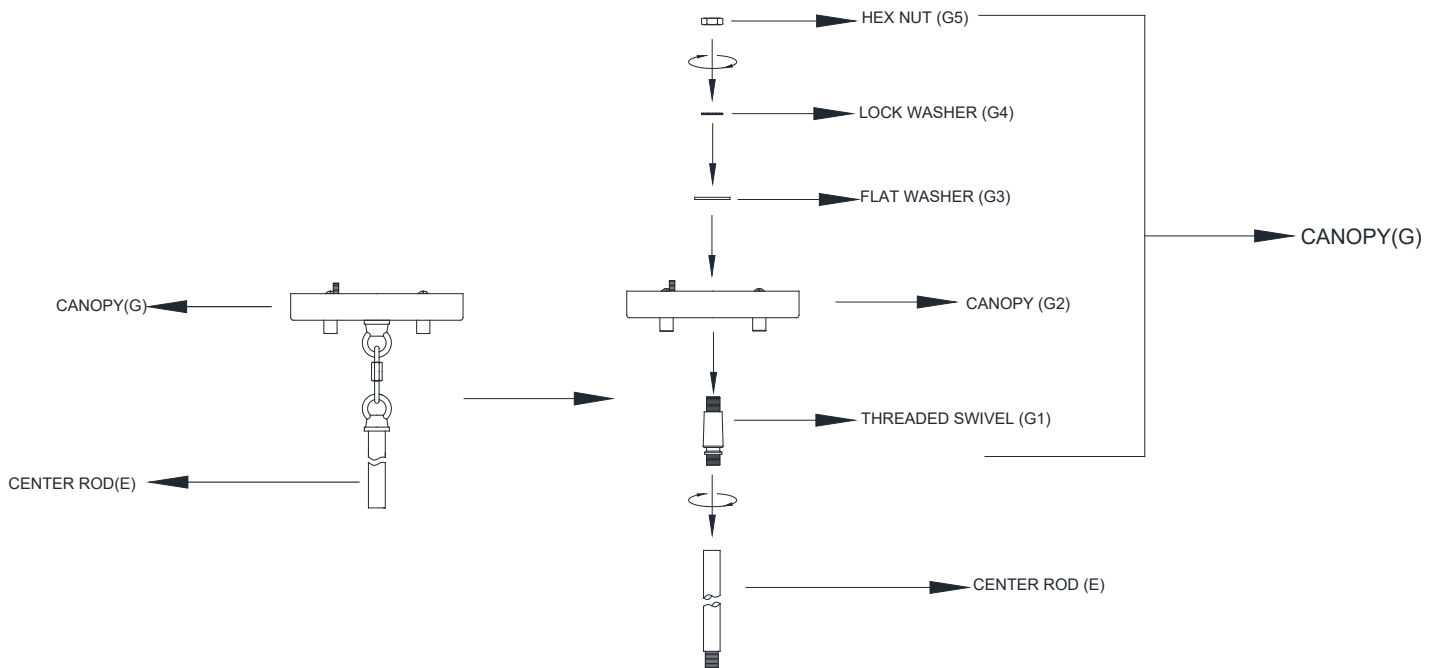 HEX NUT (G5)
LOCK WASHER (G4)
FLAT WASHER (G3)
CANOPY(G)
CANOPY(G)
CANOPY (G2)
THREADED SWIVEL (G1)
CENTER ROD(E)
CENTER ROD (E)